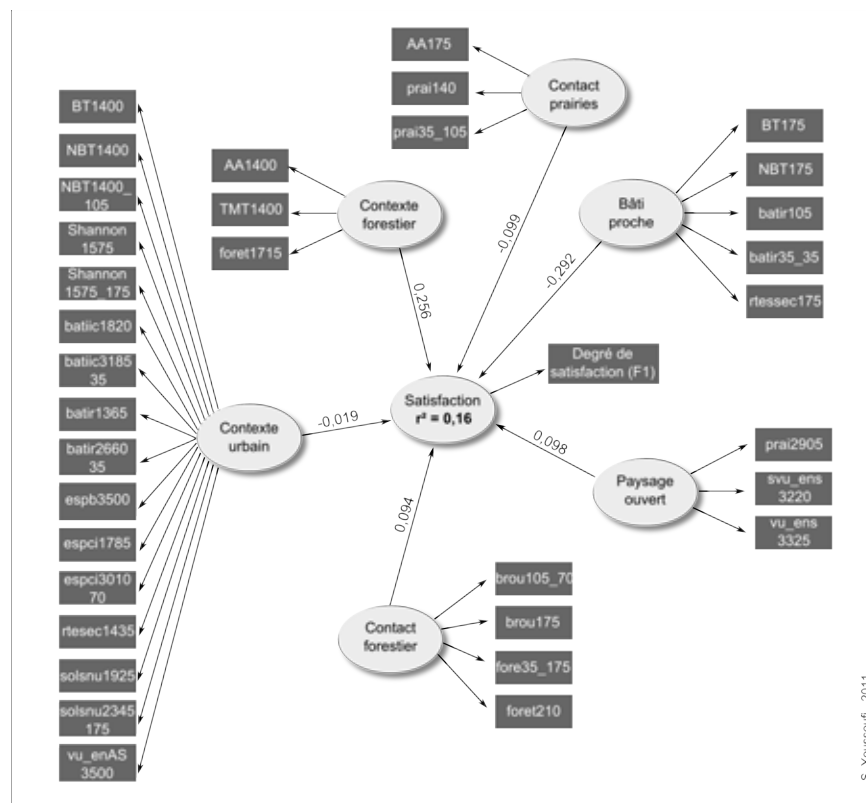 AA175
prai140
prai35_105
Contact
prairies
BT1400
NBT1400
NBT1400_
105
Shannon
1575
Shannon
1575_175
batiic1820
batiic3185
35
batir1365
batir2660
35
espb3500
espci1785
espci3010
70
rtesec1435
solsnu1925
solsnu2345
175
vu_enAS
3500
AA1400
TMT1400
foret1715
Contexte
forestier
BT175
NBT175
batir105
batir35_35
rtessec175
Bâti
proche
-0,099
-0,292
0,256
Degré de
satisfaction (F1)
Satisfaction
r² = 0,16
Contexte
urbain
-0,019
0,098
Paysage
ouvert
prai2905
svu_ens
3220
vu_ens
3325
0,094
Contact
forestier
brou105_70
brou175
fore35_175
foret210
2011